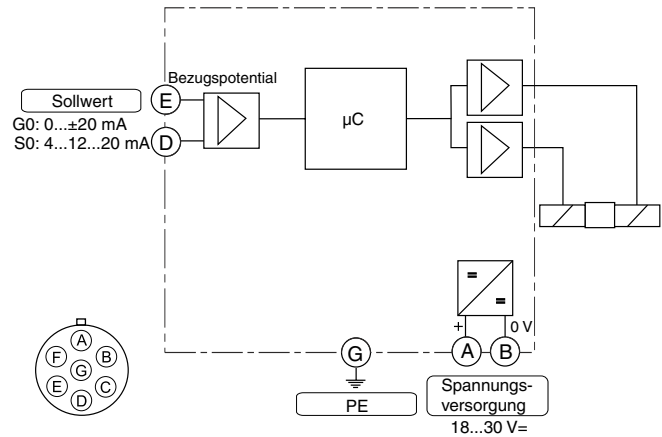 Bezugspotential
Sollwert
E
G0: 0...±20 mA
S0: 4...12...20 mA
D
µC
+
0 V
G
A
B
PE
Spannungs-
versorgung
18...30 V=
A
F
B
G
E
C
D